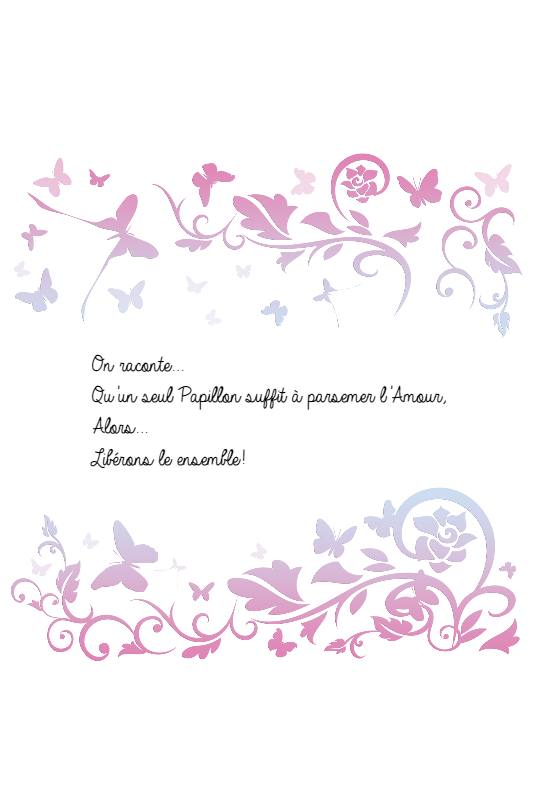 On raconte...
Qu'un seul Papillon suffit à parsemer l'Amour,
Alors...
Libérons le ensemble!